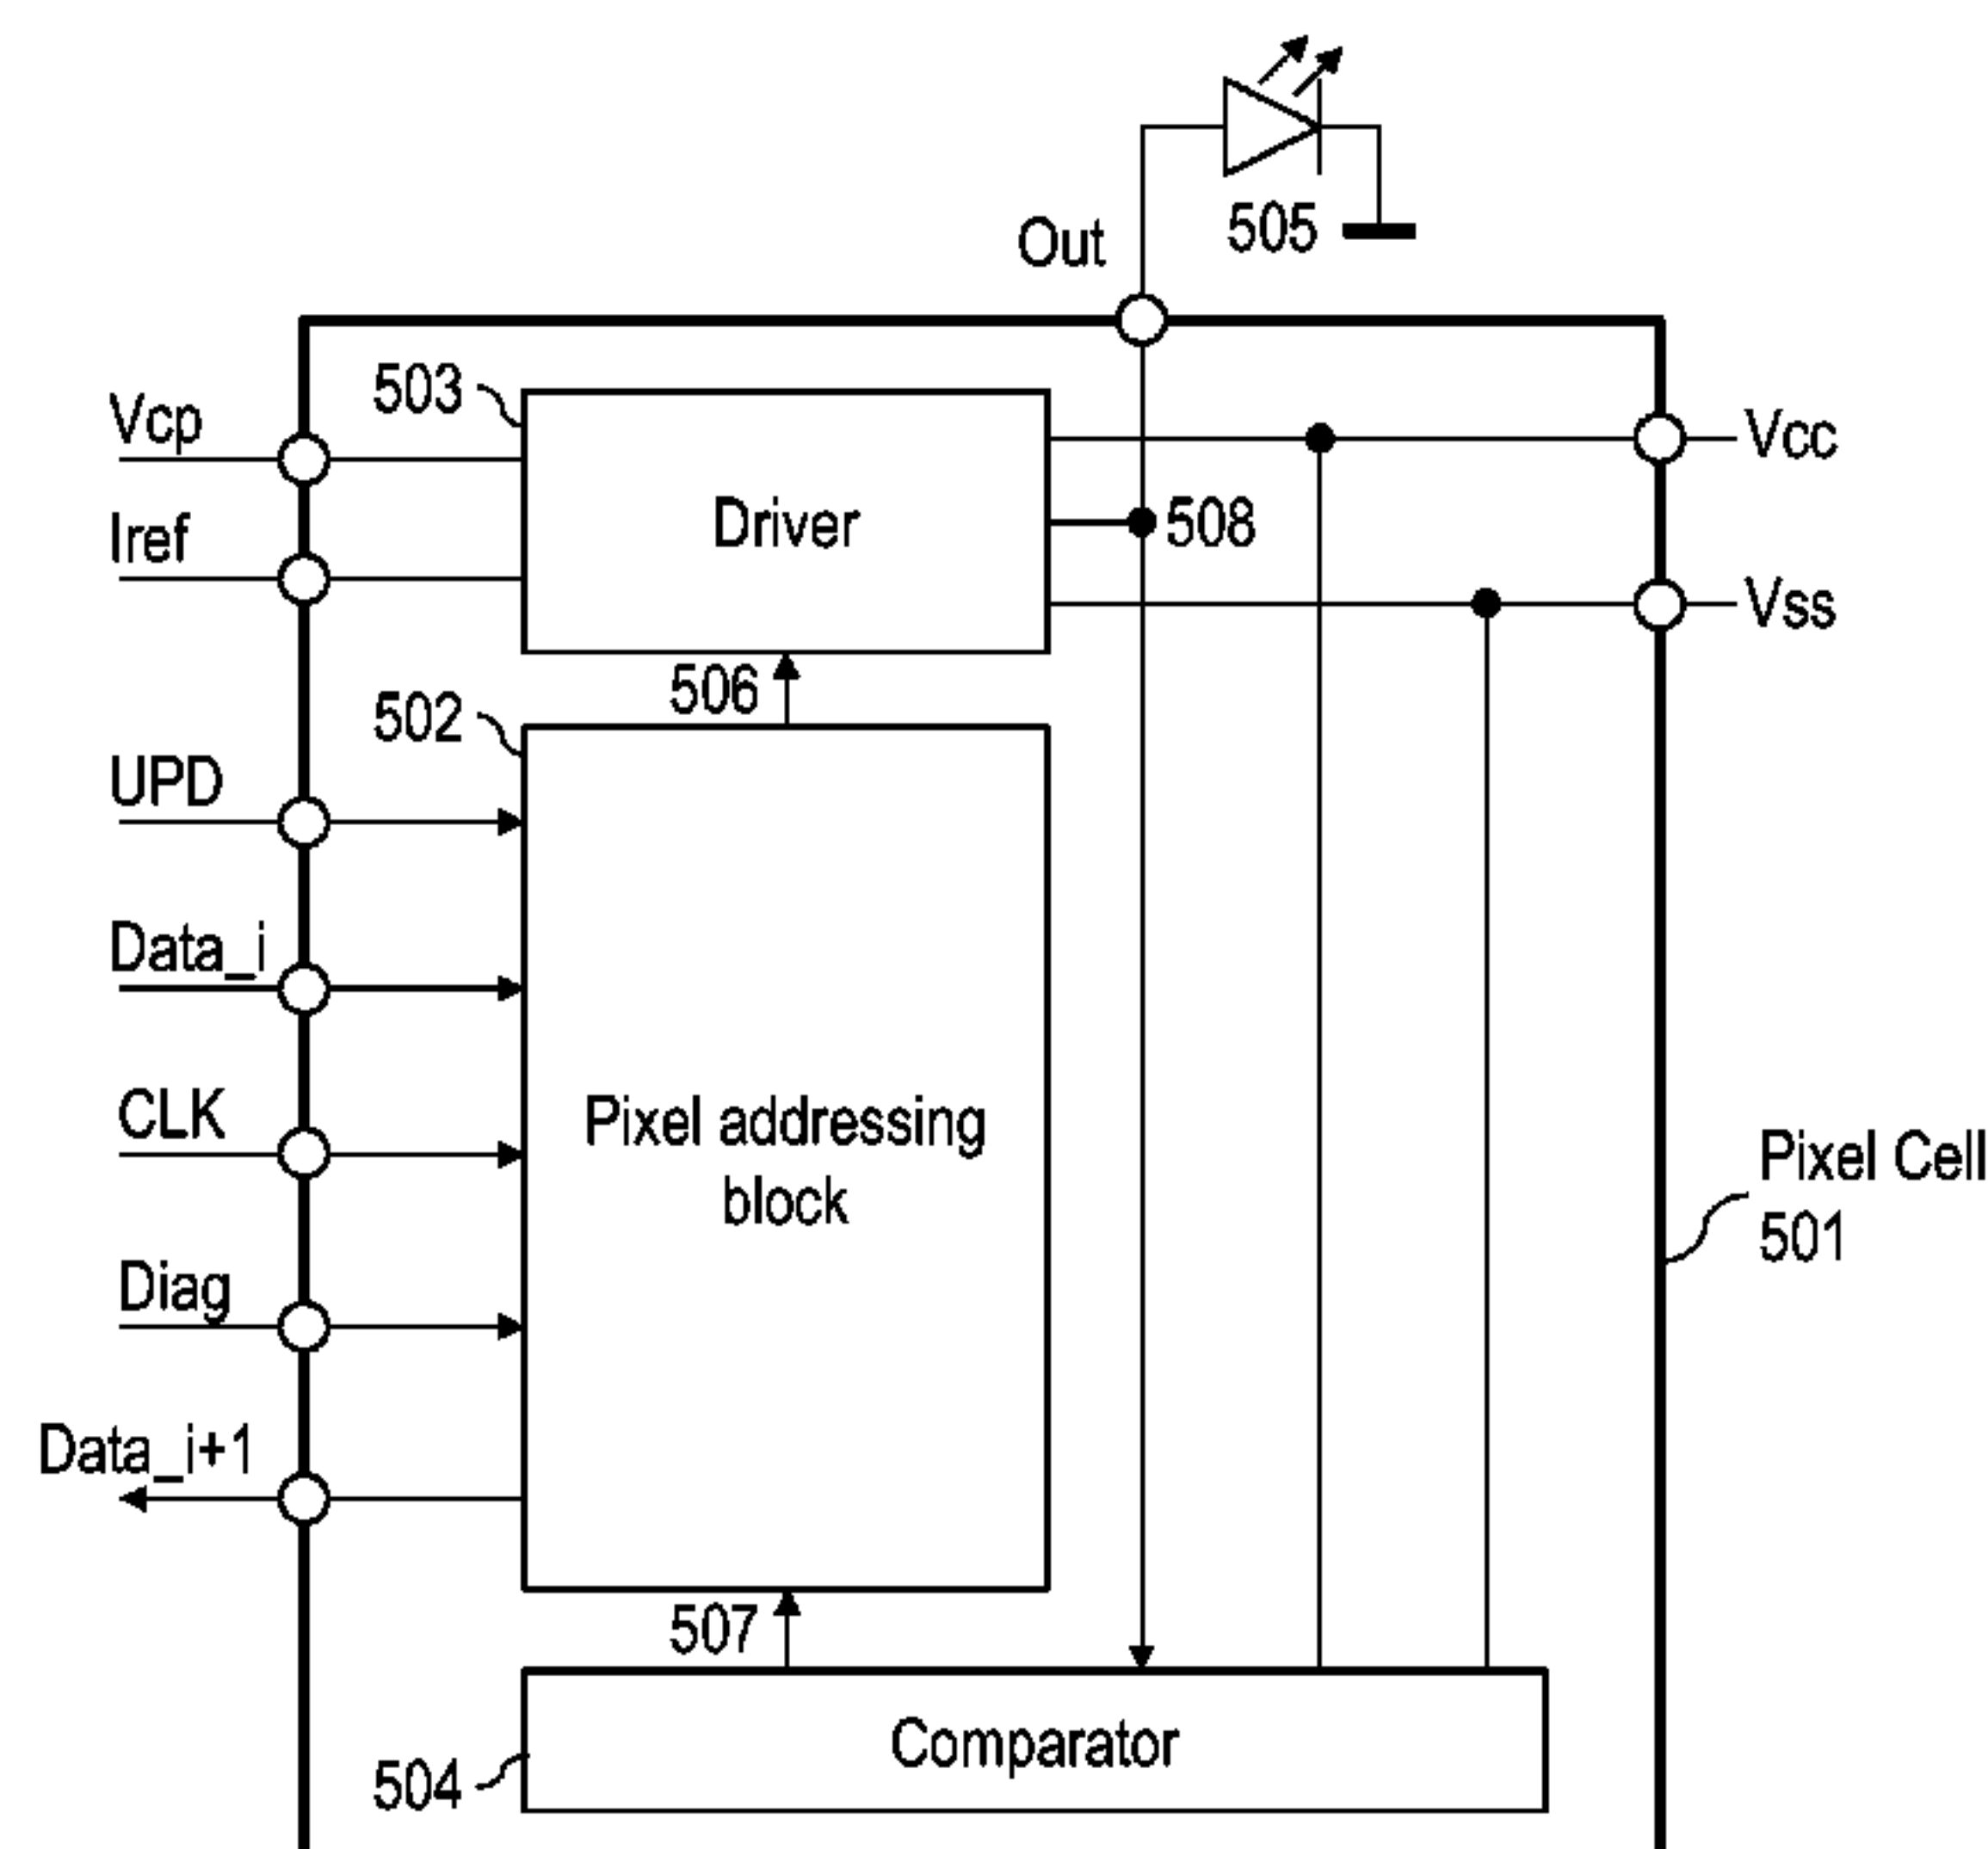 505
Out
503
Vcp
Vcc
Iref
Driver
508
Vss
506
502
UPD
Data_i
CLK
Pixel addressing
block
Pixel Cell
501
Diag
Data_i+1
507
Comparator
504